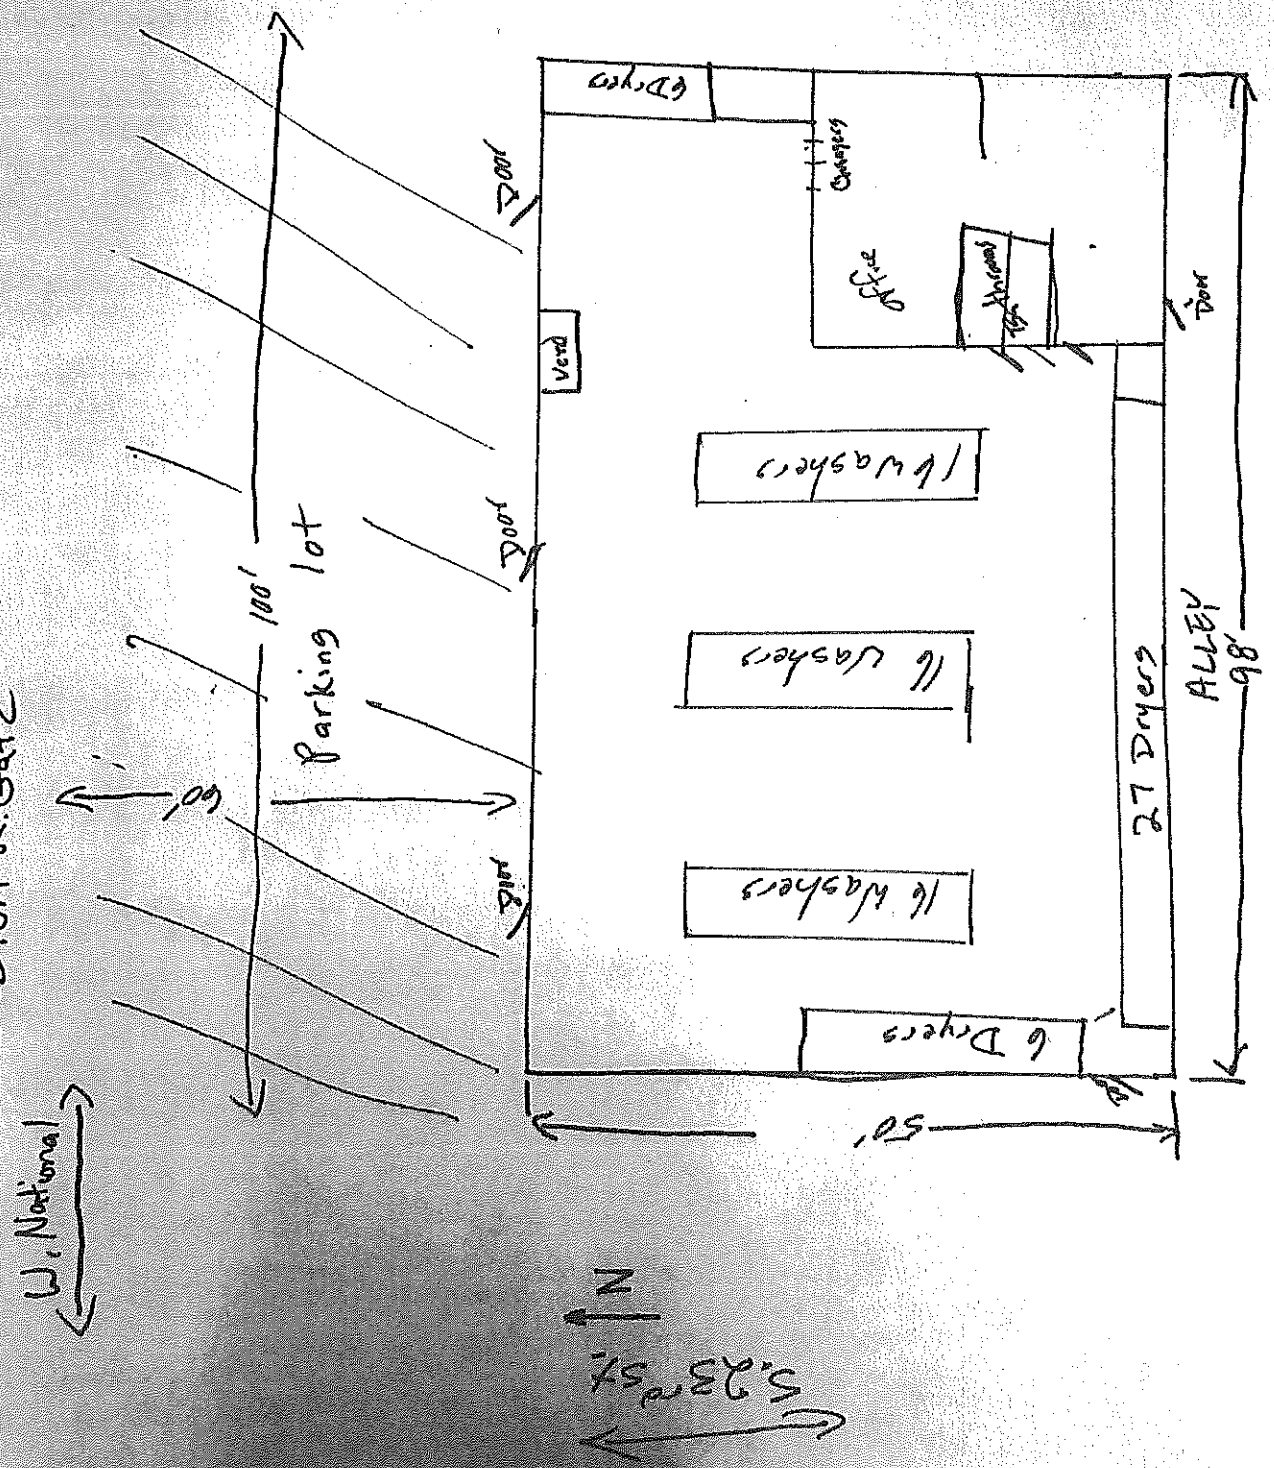 W. National
60'
100'
Parking lot
Door
Door
Door
6 Dryers
Vend
Changers
Office
16 Washers
16 Washers
16 Washers
6 Dryers
27 Dryers
Door
ALLEY
98'
50'
N
S. 23rd St.